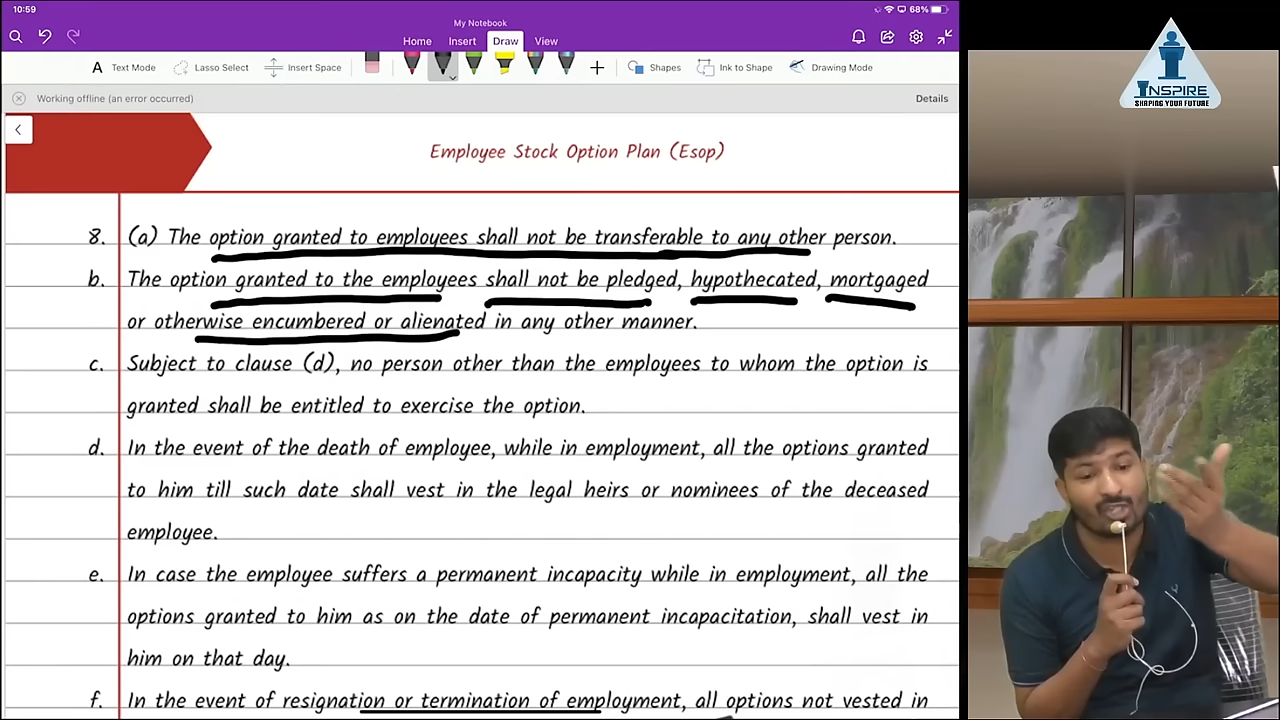 10:59
68%
My Notebook
Home Insert Draw View
A Text Mode Lasso Select Insert Space Shapes Ink to Shape Drawing Mode
Working offline (an error occurred) Details
INSPIRE
SHAPING YOUR FUTURE
Employee Stock Option Plan (Esop)
8. (a) The option granted to employees shall not be transferable to any other person.
b. The option granted to the employees shall not be pledged, hypothecated, mortgaged
or otherwise encumbered or alienated in any other manner.
c. Subject to clause (d), no person other than the employees to whom the option is
granted shall be entitled to exercise the option.
d. In the event of the death of employee, while in employment, all the options granted
to him till such date shall vest in the legal heirs or nominees of the deceased
employee.
e. In case the employee suffers a permanent incapacity while in employment, all the
options granted to him as on the date of permanent incapacitation, shall vest in
him on that day.
f. In the event of resignation or termination of employment, all options not vested in